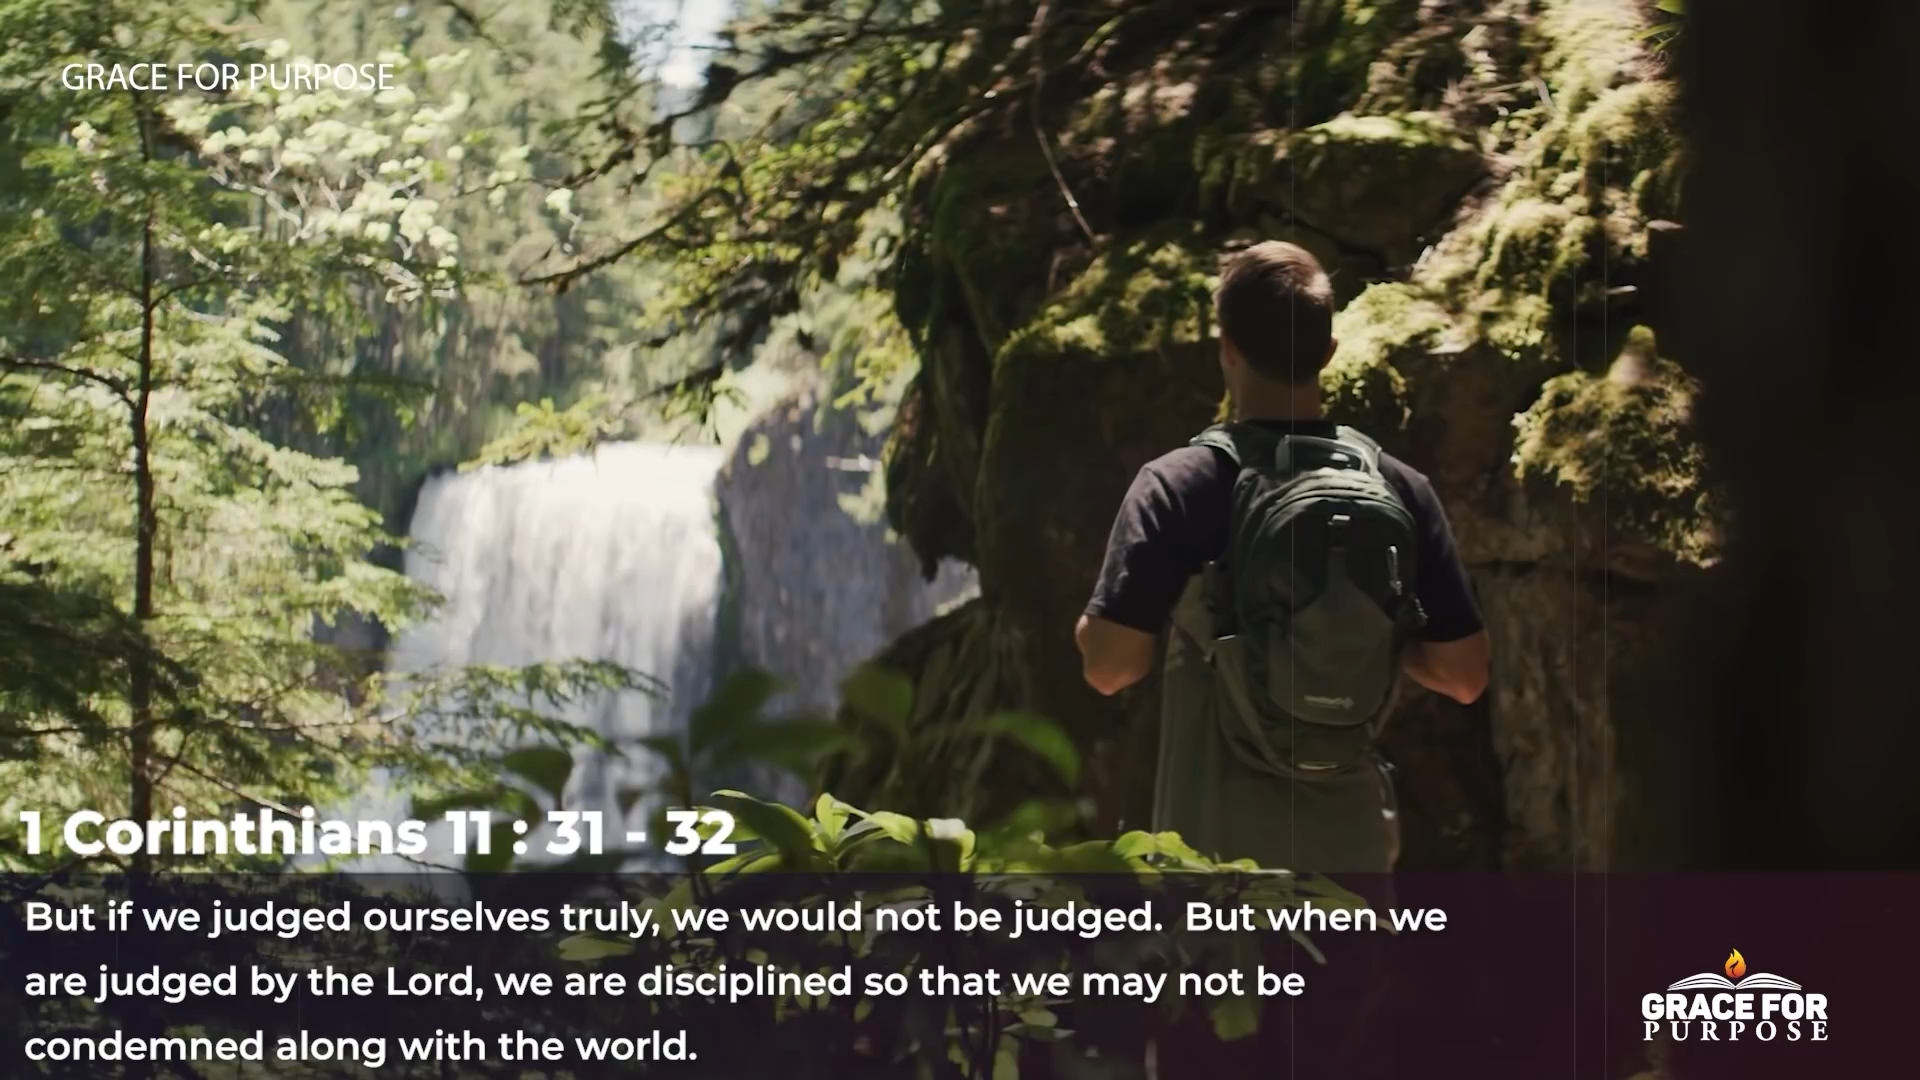 GRACE FOR PURPOSE
1 Corinthians 11 : 31 - 32
But if we judged ourselves truly, we would not be judged.  But when we
are judged by the Lord, we are disciplined so that we may not be
condemned along with the world.
GRACE FOR
PURPOSE